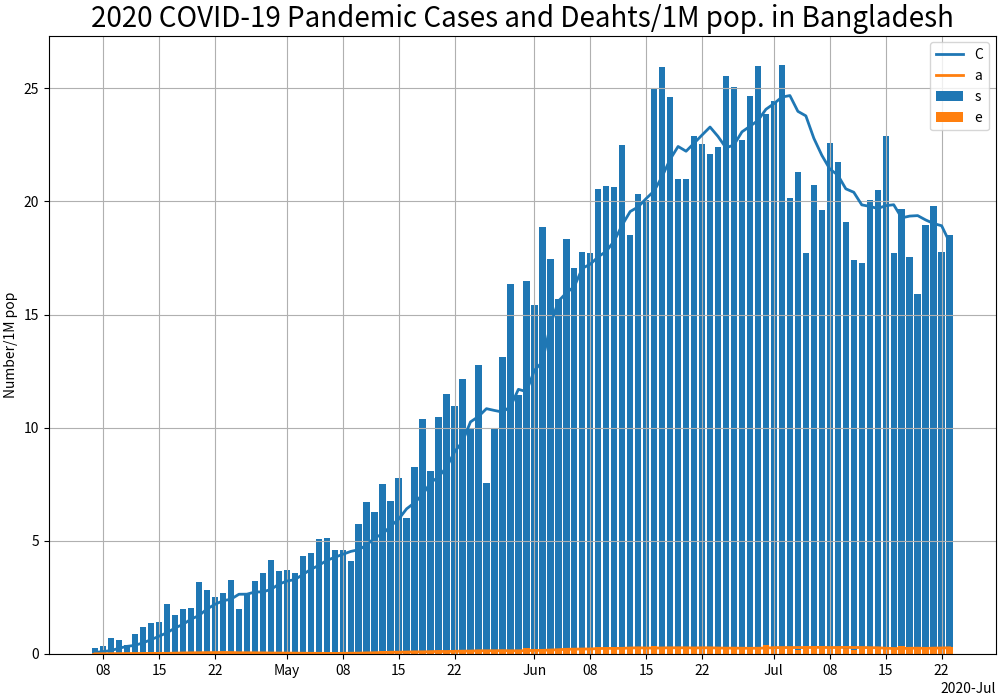 2020 COVID-19 Pandemic Cases and Deahts/1M pop. in Bangladesh
C
a
s
e
Number/1M pop
25
20
15
10
5
0
08
15
22
May
08
15
22
Jun
08
15
22
Jul
08
15
22
2020-Jul